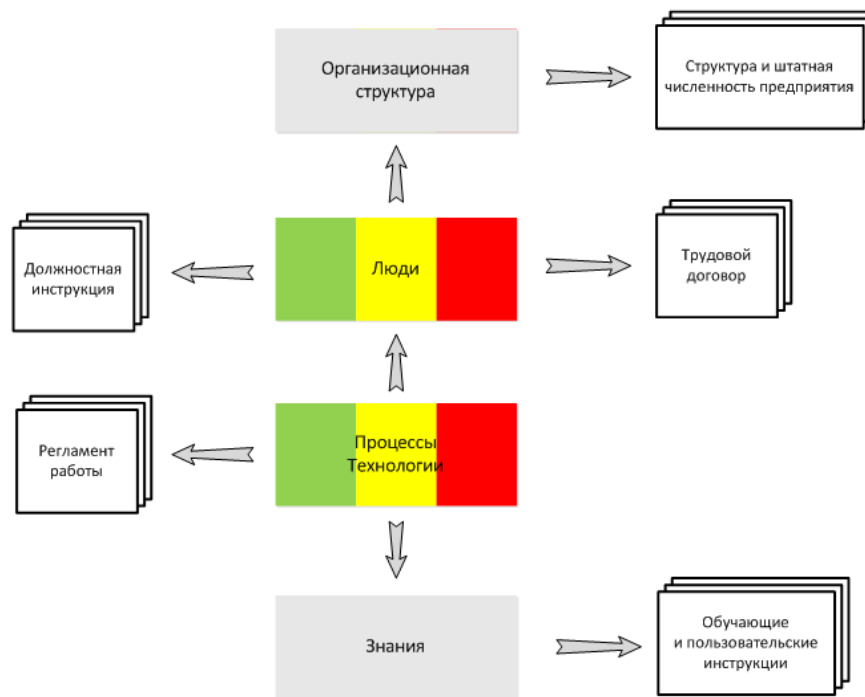 Организационная
структура
Структура и штатная
численность предприятия
Должностная
инструкция
Люди
Трудовой
договор
Регламент
работы
Процессы
Технологии
Знания
Обучающие
и пользовательские
инструкции